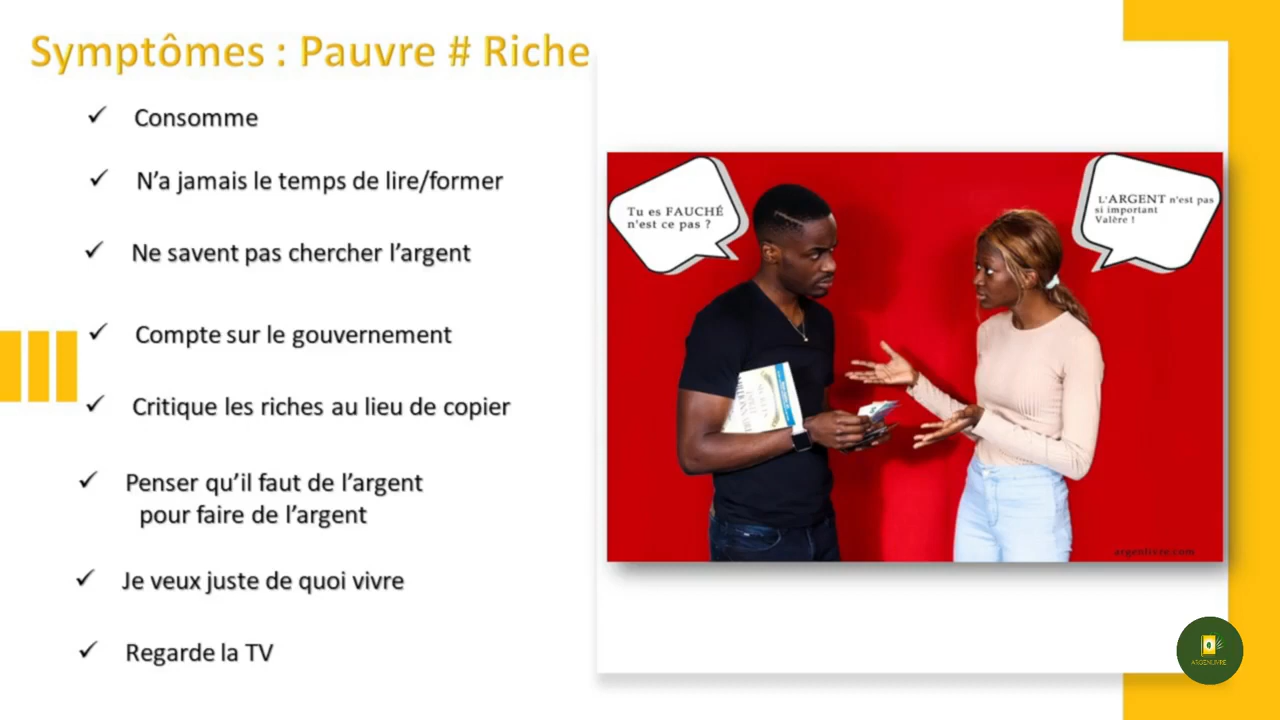 Symptômes : Pauvre # Riche
Consomme
N'a jamais le temps de lire/former
Ne savent pas chercher l'argent
Compte sur le gouvernement
Critique les riches au lieu de copier
Penser qu'il faut de l'argent
pour faire de l'argent
Je veux juste de quoi vivre
Regarde la TV
Tu es FAUCHÉ
n'est ce pas ?
L'ARGENT n'est pas
si important
Valère !
argenlivre.com
ARGENLIVRE